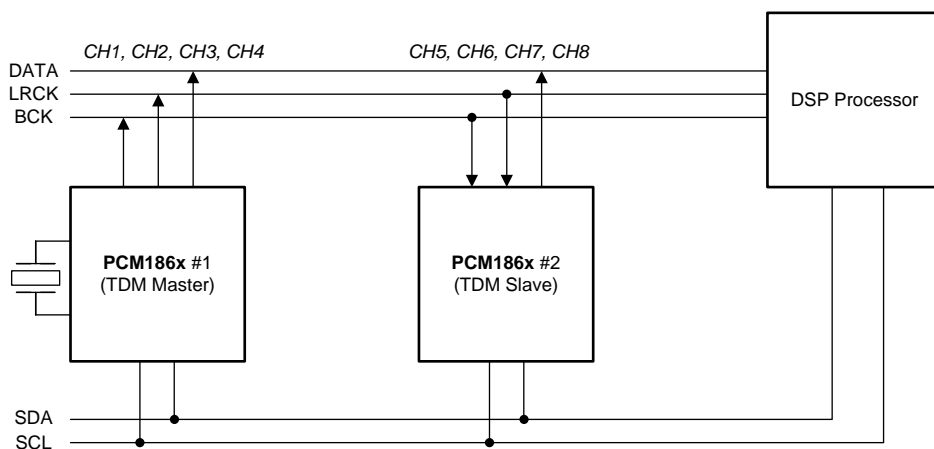 CH1, CH2, CH3, CH4
CH5, CH6, CH7, CH8
DATA
LRCK
BCK
DSP Processor
PCM186x #1
(TDM Master)
PCM186x #2
(TDM Slave)
SDA
SCL